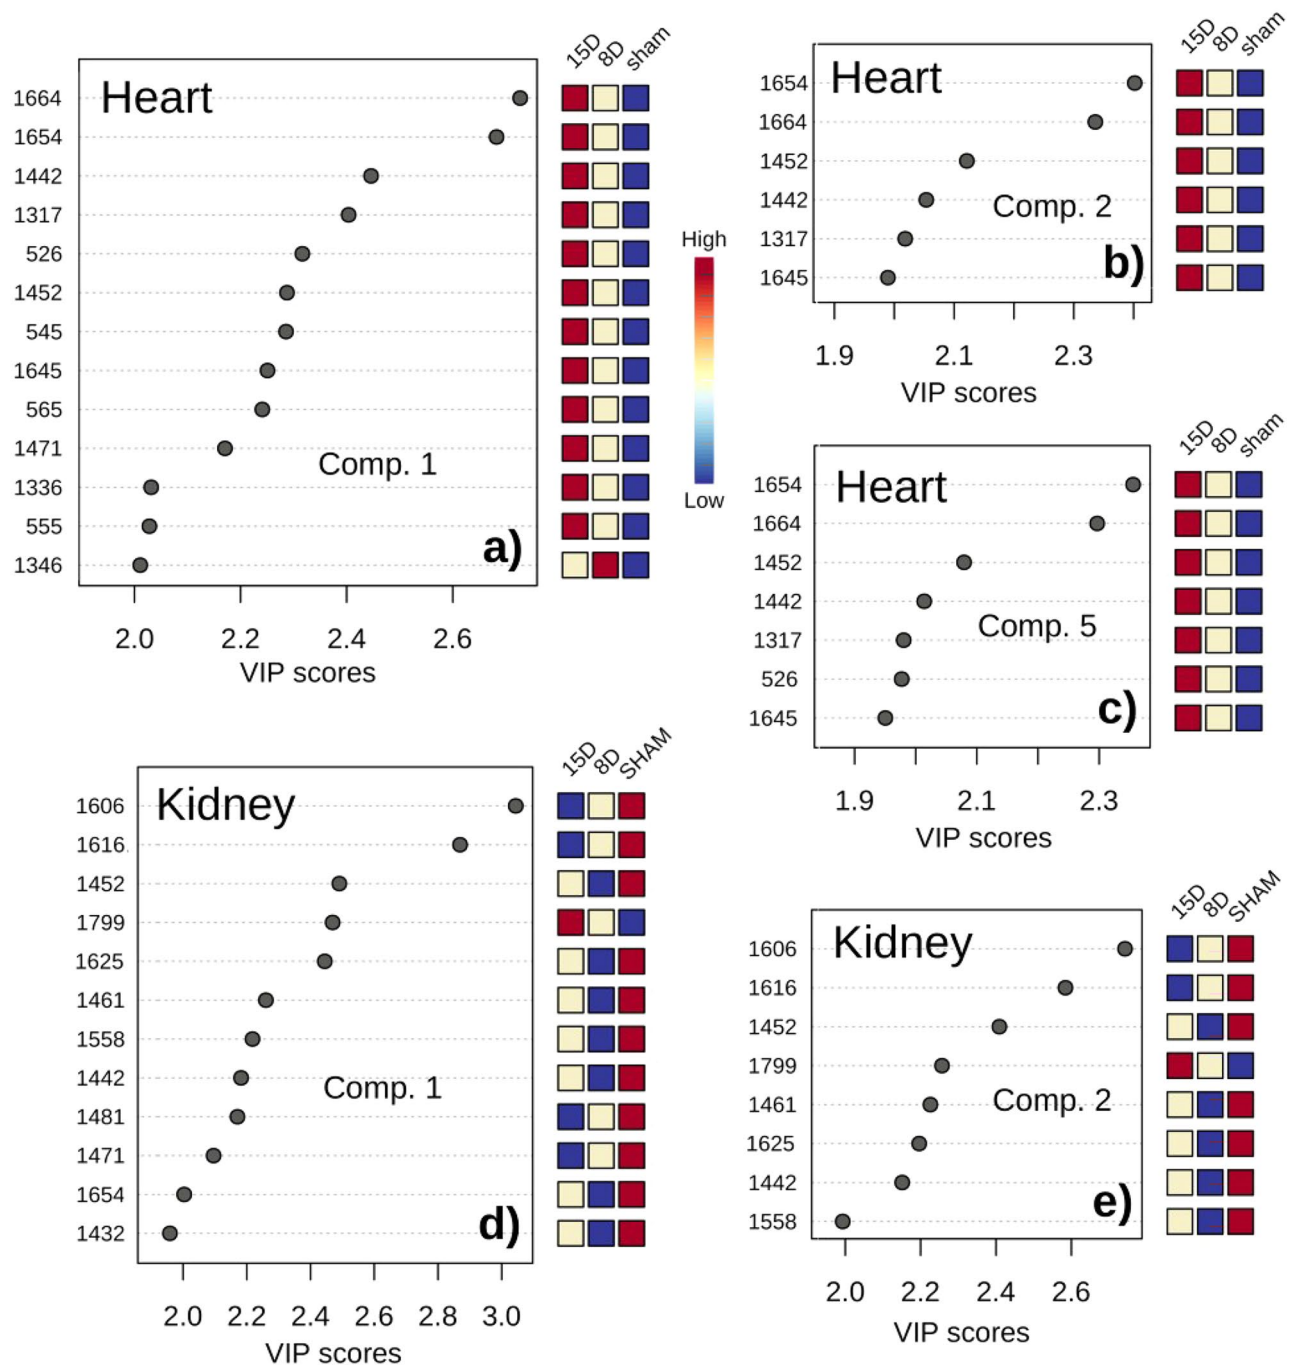 15D 8D sham
Heart
1664
1654
1442
1317
526
1452
545
1645
565
1471
1336
555
1346
Comp. 1
a)
2.0 2.2 2.4 2.6
VIP scores
High
Low
15D 8D sham
Heart
1654
1664
1452
1442
1317
1645
Comp. 2
b)
1.9 2.1 2.3
VIP scores
15D 8D sham
Heart
1654
1664
1452
1442
1317
526
1645
Comp. 5
c)
1.9 2.1 2.3
VIP scores
15D 8D SHAM
Kidney
1606
1616
1452
1799
1625
1461
1558
1442
1481
1471
1654
1432
Comp. 1
d)
2.0 2.2 2.4 2.6 2.8 3.0
VIP scores
15D 8D SHAM
Kidney
1606
1616
1452
1799
1461
1625
1442
1558
Comp. 2
e)
2.0 2.2 2.4 2.6
VIP scores